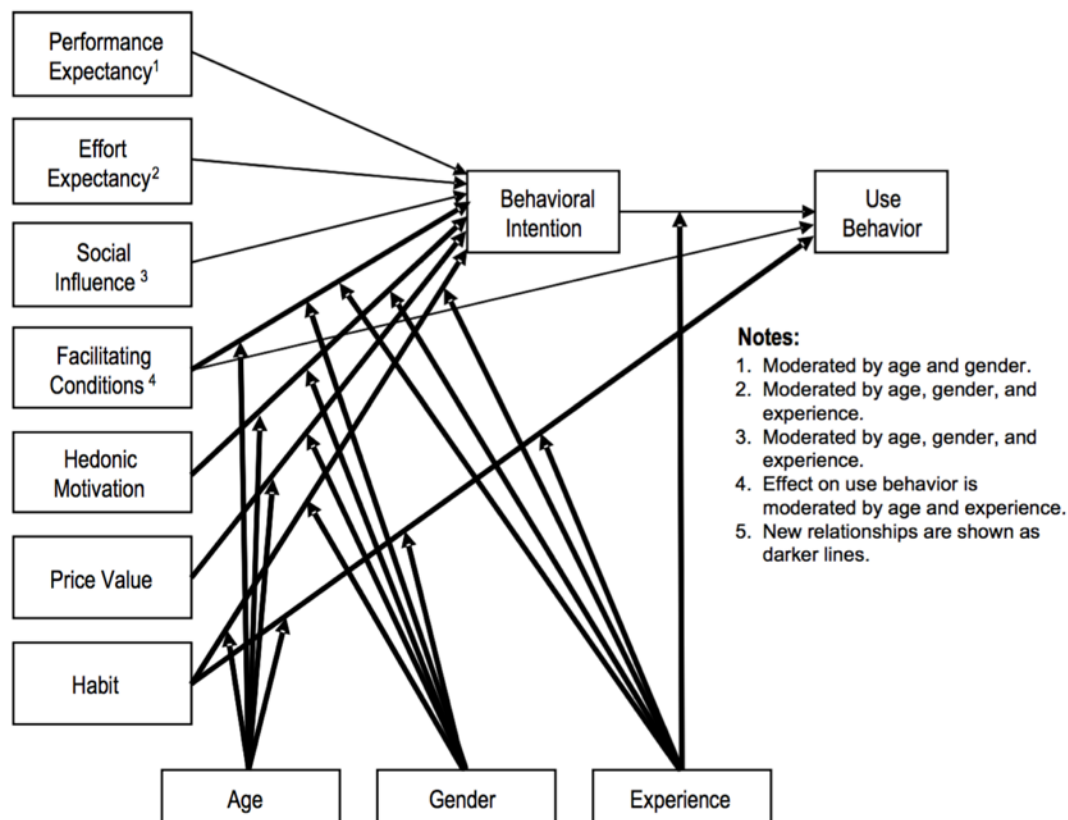 Performance
Expectancy1
Effort
Expectancy2
Social
Influence 3
Facilitating
Conditions 4
Hedonic
Motivation
Price Value
Habit
Behavioral
Intention
Use
Behavior
Notes:
1. Moderated by age and gender.
2. Moderated by age, gender, and
experience.
3. Moderated by age, gender, and
experience.
4. Effect on use behavior is
moderated by age and experience.
5. New relationships are shown as
darker lines.
Age
Gender
Experience